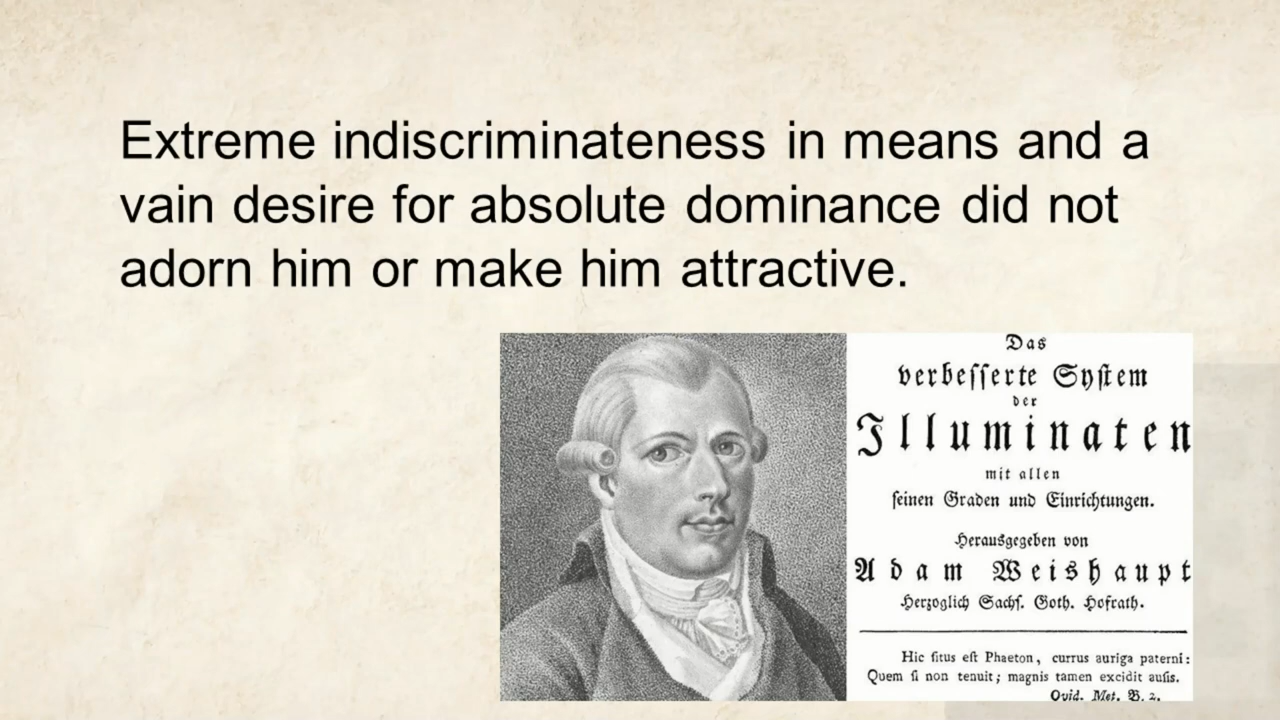 Extreme indiscriminateness in means and a
vain desire for absolute dominance did not
adorn him or make him attractive.
Das
verbeſſerte Syſtem
der
Illuminaten
mit allen
ſeinen Graden und Einrichtungen.
Herausgegeben von
Adam Weishaupt
Herzoglich Sachſ. Goth. Hofrath.
Hic ſitus eſt Phaeton, currus auriga paterni:
Quem ſi non tenuit; magnis tamen excidit auſis.
Ovid. Met. B. 2.